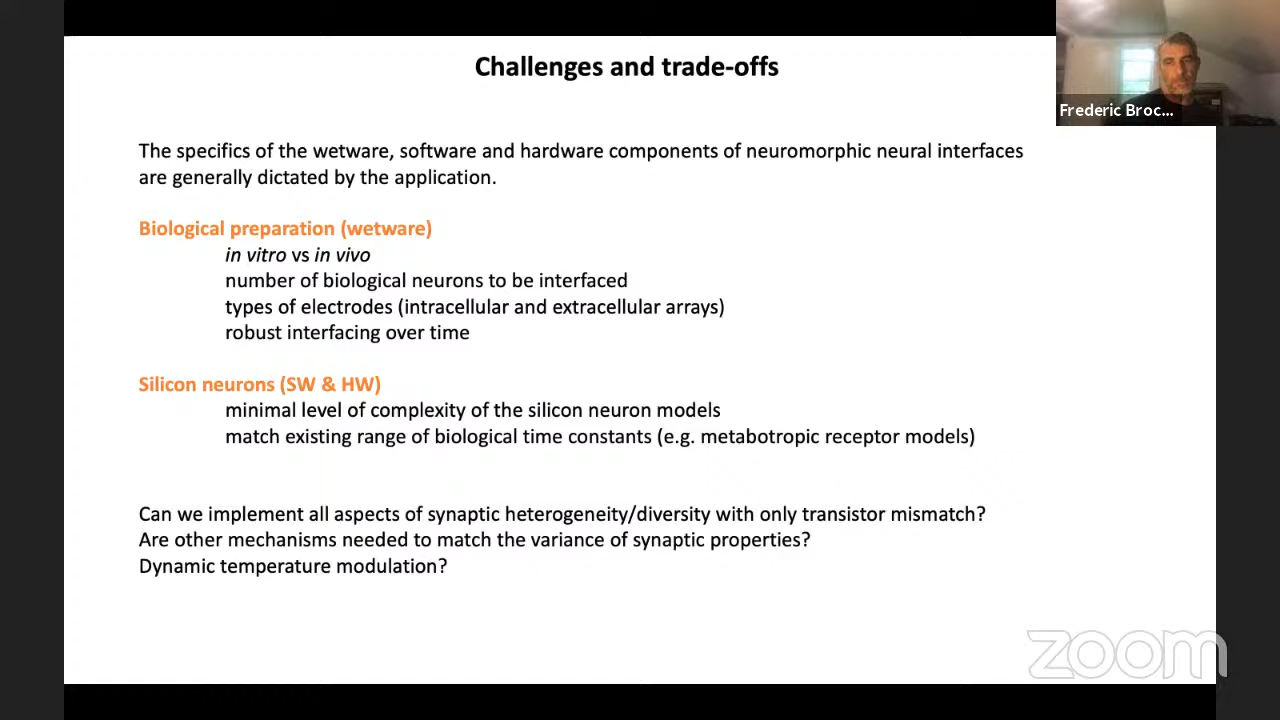 Challenges and trade-offs
Frederic Broc...
The specifics of the wetware, software and hardware components of neuromorphic neural interfaces
are generally dictated by the application.
Biological preparation (wetware)
in vitro vs in vivo
number of biological neurons to be interfaced
types of electrodes (intracellular and extracellular arrays)
robust interfacing over time
Silicon neurons (SW & HW)
minimal level of complexity of the silicon neuron models
match existing range of biological time constants (e.g. metabotropic receptor models)
Can we implement all aspects of synaptic heterogeneity/diversity with only transistor mismatch?
Are other mechanisms needed to match the variance of synaptic properties?
Dynamic temperature modulation?
zoom